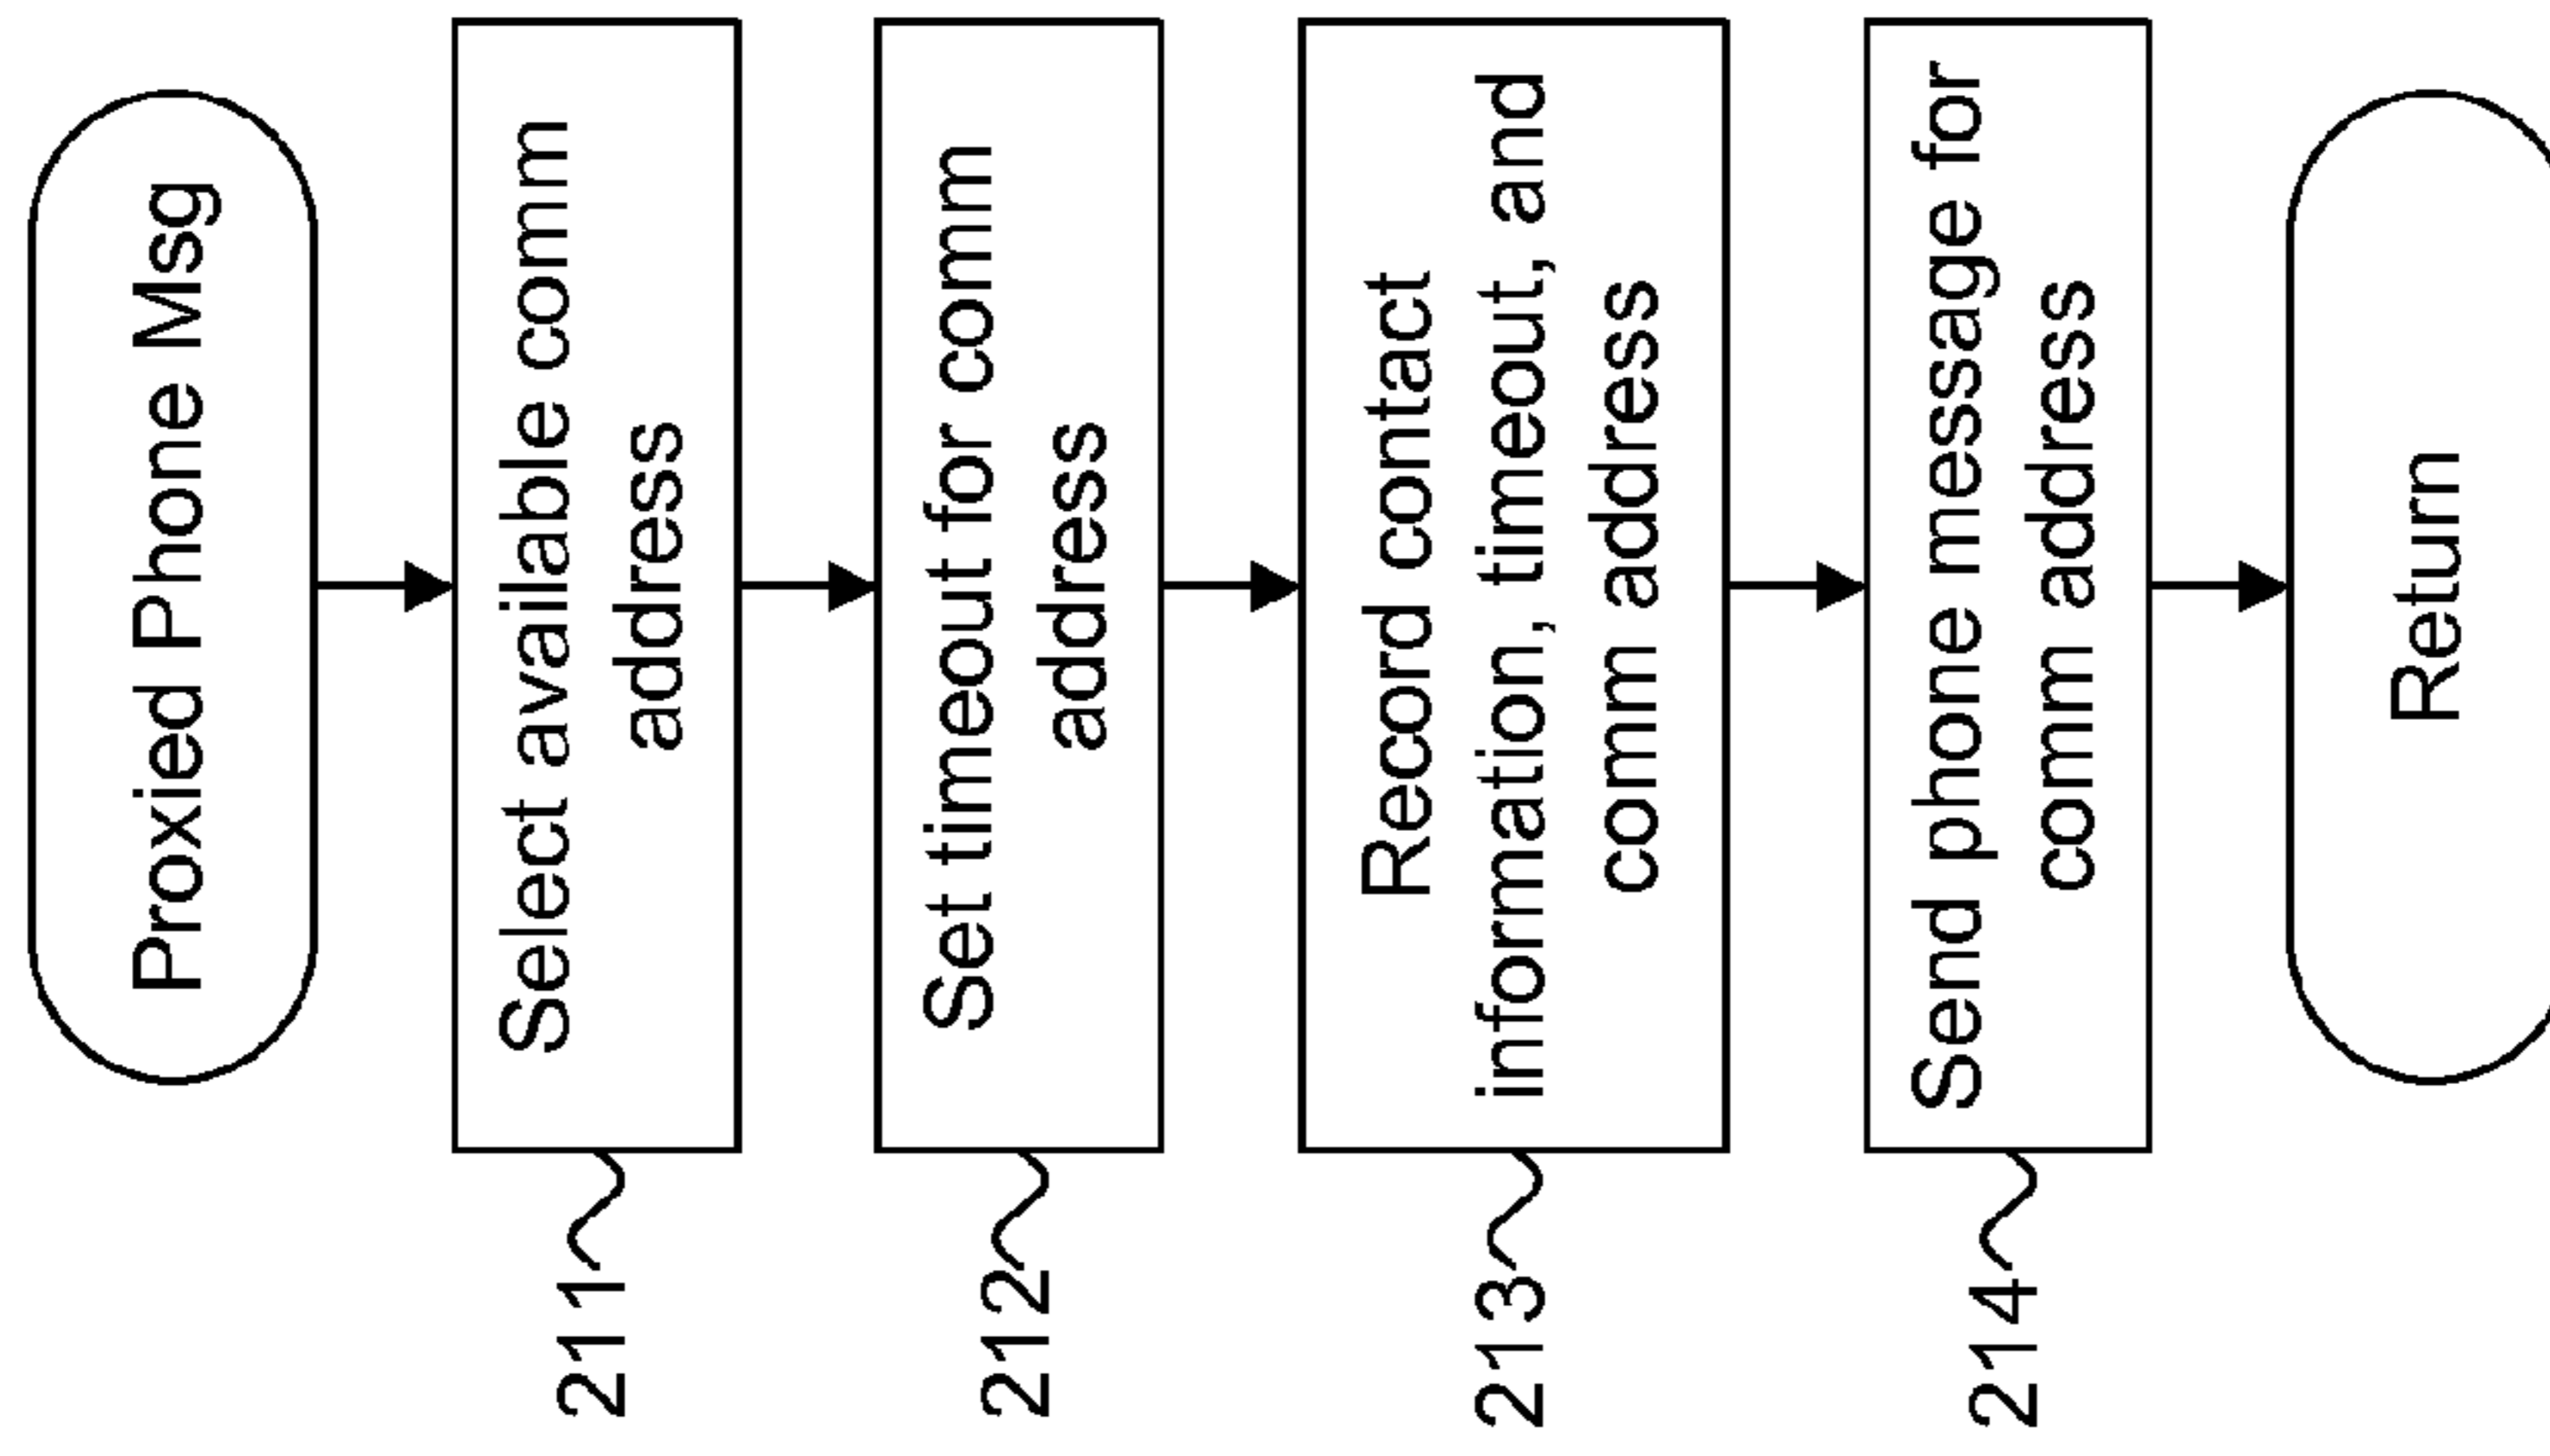 Proxied Phone Msg
Select available comm
address
211
Set timeout for comm
address
212
Record contact
information, timeout, and
comm address
213
Send phone message for
comm address
214
Return